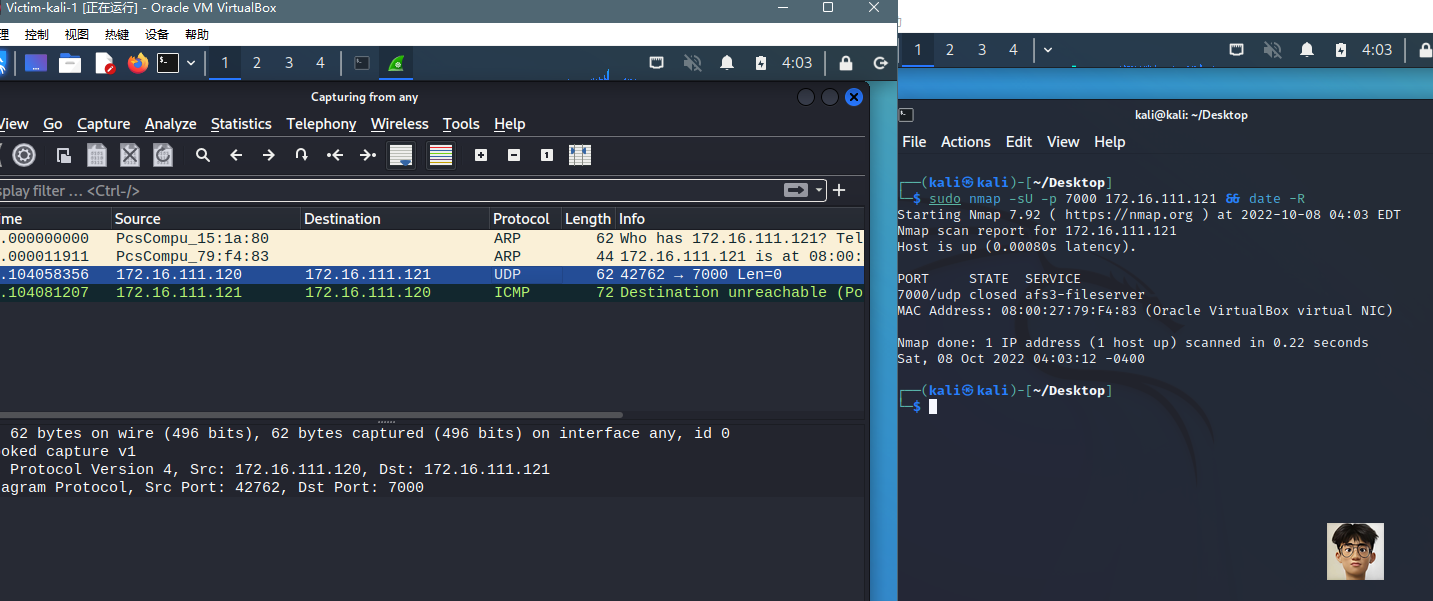 Victim-kali-1 [正在运行] - Oracle VM VirtualBox
理 控制 视图 热键 设备 帮助
1 2 3 4 4:03
Capturing from any
View Go Capture Analyze Statistics Telephony Wireless Tools Help
splay filter ... <Ctrl-/>
me Source Destination Protocol Length Info
.000000000 PcsCompu_15:1a:80 ARP 62 Who has 172.16.111.121? Tel
.000011911 PcsCompu_79:f4:83 ARP 44 172.16.111.121 is at 08:00:
.104058356 172.16.111.120 172.16.111.121 UDP 62 42762 → 7000 Len=0
.104081207 172.16.111.121 172.16.111.120 ICMP 72 Destination unreachable (Po
62 bytes on wire (496 bits), 62 bytes captured (496 bits) on interface any, id 0
ooked capture v1
Protocol Version 4, Src: 172.16.111.120, Dst: 172.16.111.121
agram Protocol, Src Port: 42762, Dst Port: 7000
1 2 3 4 4:03
kali@kali: ~/Desktop
File Actions Edit View Help
┌──(kali㉿kali)-[~/Desktop]
└─$ sudo nmap -sU -p 7000 172.16.111.121 && date -R
Starting Nmap 7.92 ( https://nmap.org ) at 2022-10-08 04:03 EDT
Nmap scan report for 172.16.111.121
Host is up (0.00080s latency).
PORT STATE SERVICE
7000/udp closed afs3-fileserver
MAC Address: 08:00:27:79:F4:83 (Oracle VirtualBox virtual NIC)
Nmap done: 1 IP address (1 host up) scanned in 0.22 seconds
Sat, 08 Oct 2022 04:03:12 -0400
┌──(kali㉿kali)-[~/Desktop]
└─$